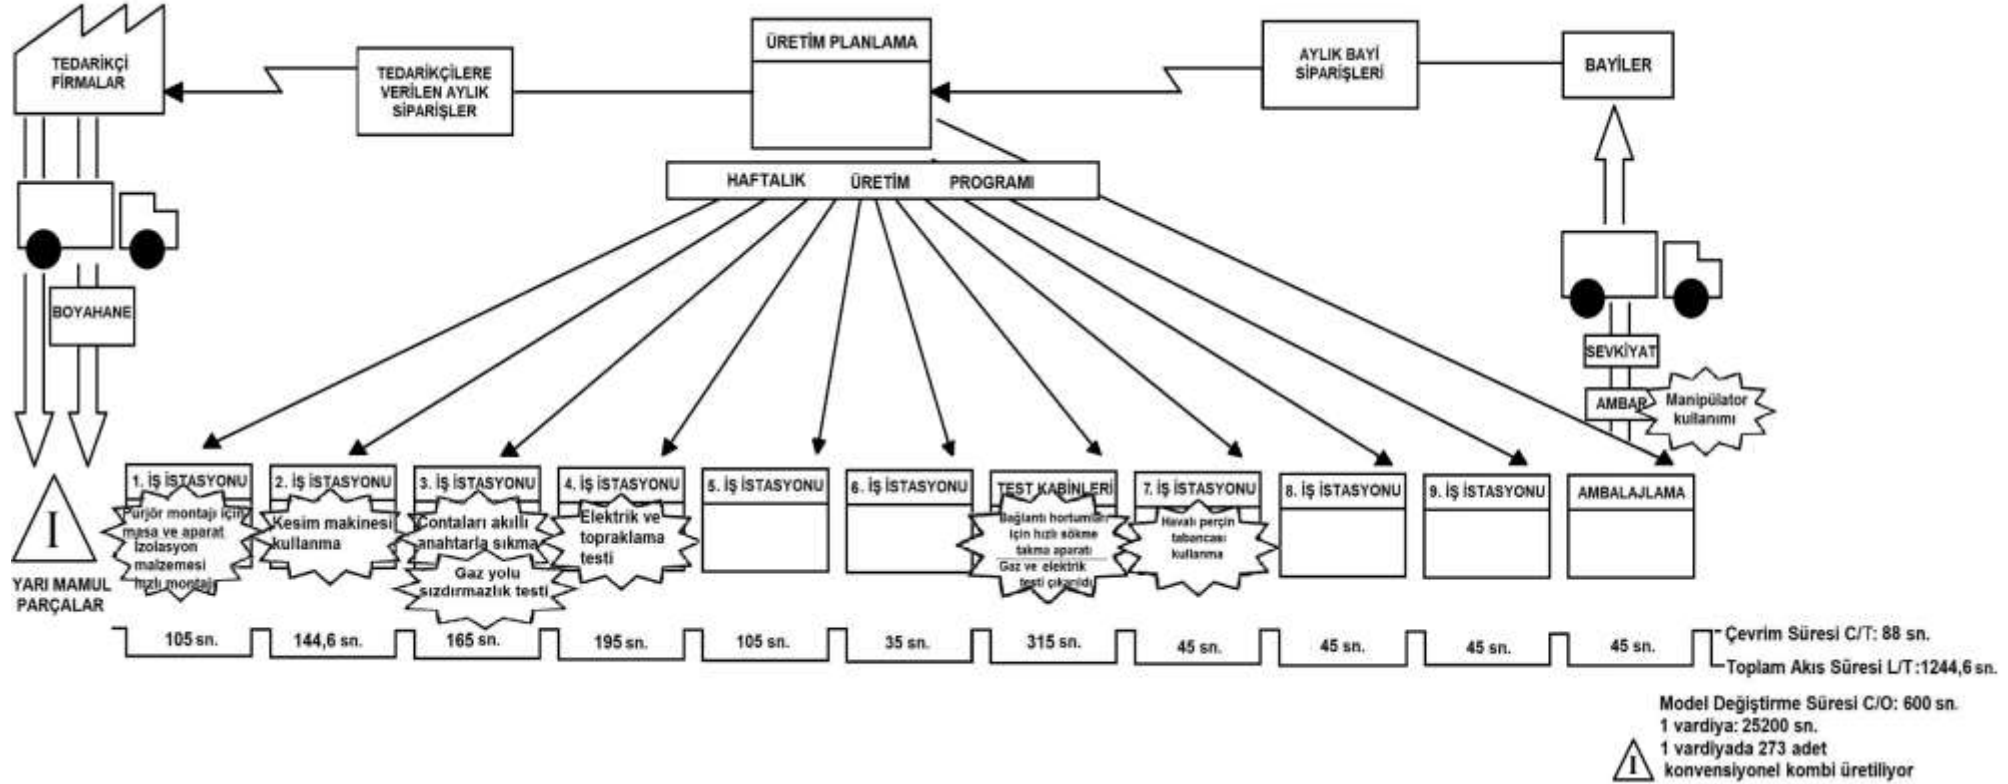 TEDARİKÇİ
FİRMALAR
TEDARİKÇİLERE
VERİLEN AYLIK
SİPARİŞLER
ÜRETİM PLANLAMA
AYLIK BAYİ
SİPARİŞLERİ
BAYİLER
HAFTALIK ÜRETİM PROGRAMI
BOYAHANE
SEVKİYAT
AMBAR
Manipülator
kullanımı
I
YARI MAMUL
PARÇALAR
1. İŞ İSTASYONU
Pürjör montajı için
masa ve aparat
İzolasyon
malzemesi
hızlı montajı
2. İŞ İSTASYONU
Kesim makinesi
kullanma
3. İŞ İSTASYONU
Contaları akıllı
anahtarla sıkma
Gaz yolu
sızdırmazlık testi
4. İŞ İSTASYONU
Elektrik ve
topraklama
testi
5. İŞ İSTASYONU
6. İŞ İSTASYONU
TEST KABİNLERİ
Bağlantı hortumları
için hızlı sökme
takma aparatı
Gaz ve elektrik
testi çıkarıldı
7. İŞ İSTASYONU
Havalı perçin
tabancası
kullanma
8. İŞ İSTASYONU
9. İŞ İSTASYONU
AMBALAJLAMA
105 sn.
144,6 sn.
165 sn.
195 sn.
105 sn.
35 sn.
315 sn.
45 sn.
45 sn.
45 sn.
45 sn.
Çevrim Süresi C/T: 88 sn.
Toplam Akıs Süresi L/T:1244,6 sn.
Model Değiştirme Süresi C/O: 600 sn.
1 vardiya: 25200 sn.
1 vardiyada 273 adet
I konvensiyonel kombi üretiliyor